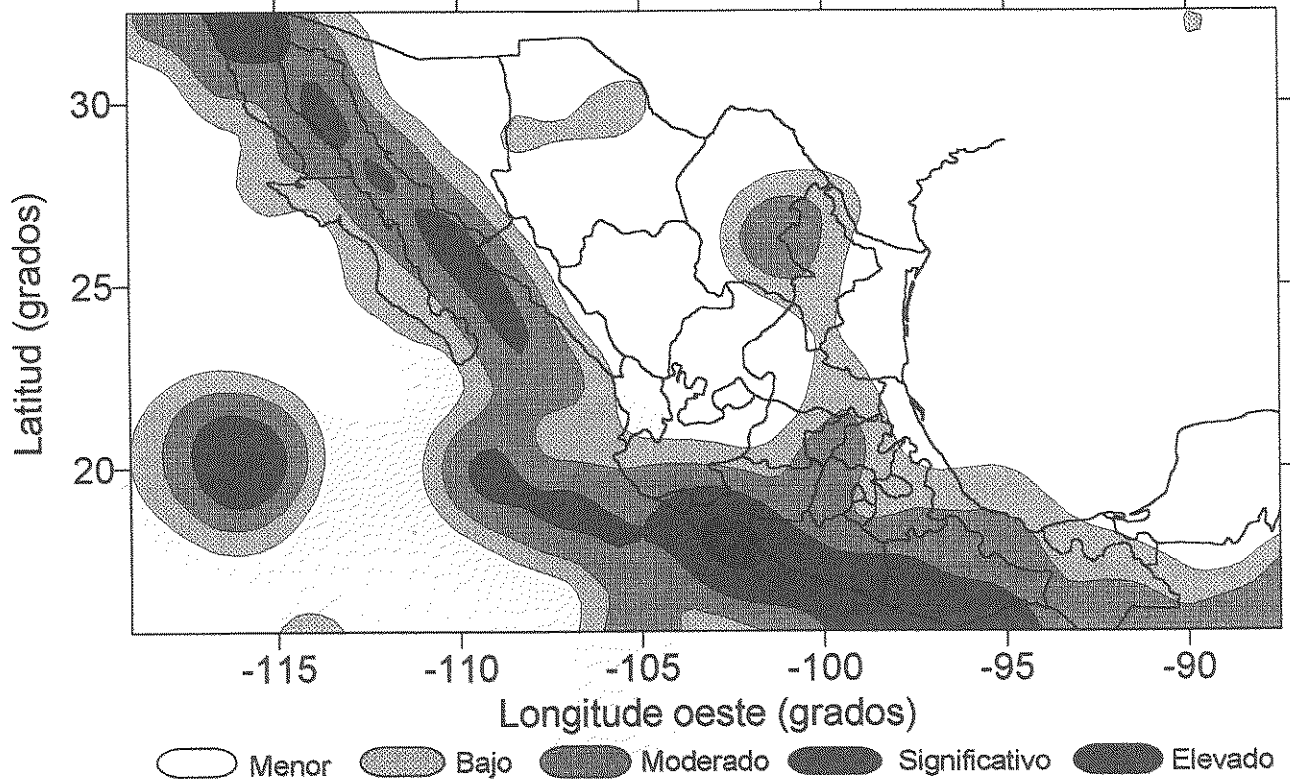 30
25
20
Latitud (grados)
-115
-110
-105
-100
-95
-90
Longitude oeste (grados)
Menor
Bajo
Moderado
Significativo
Elevado